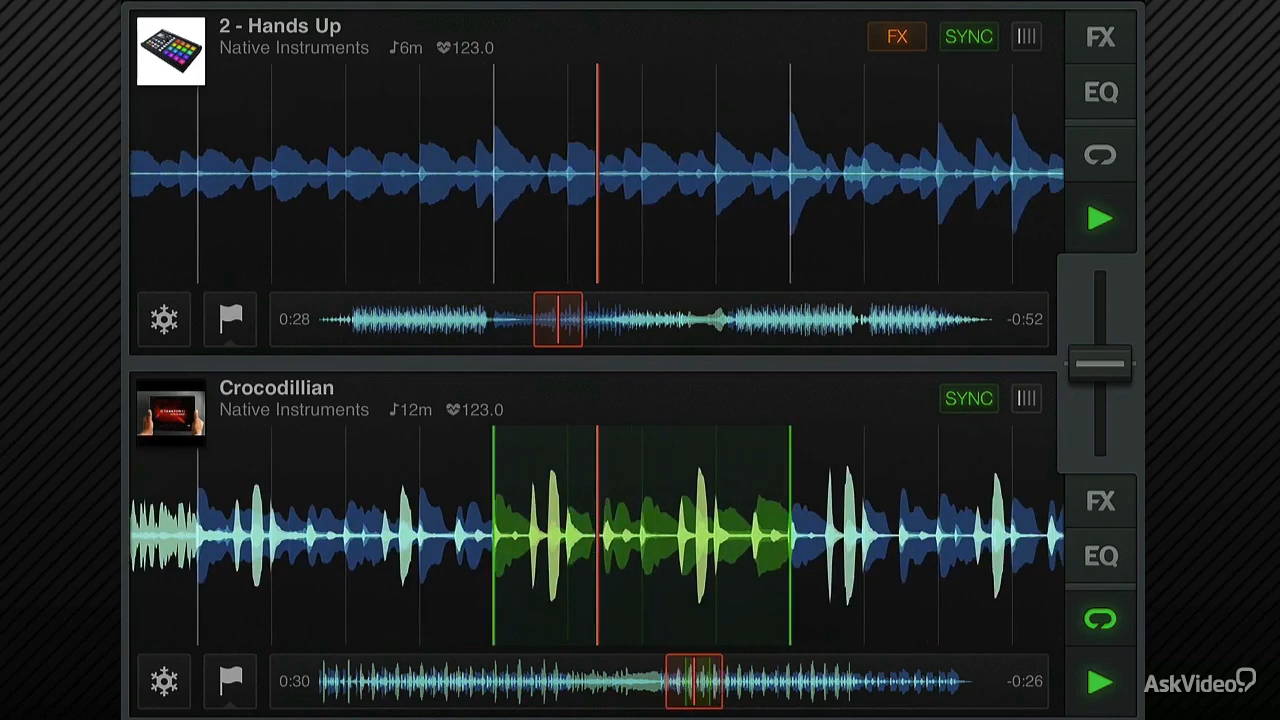 2 - Hands Up
Native Instruments ♪6m 123.0
FX SYNC
FX
EQ
0:28 -0:52
Crocodillian
Native Instruments ♪12m 123.0
SYNC
FX
EQ
0:30 -0:26
AskVideo